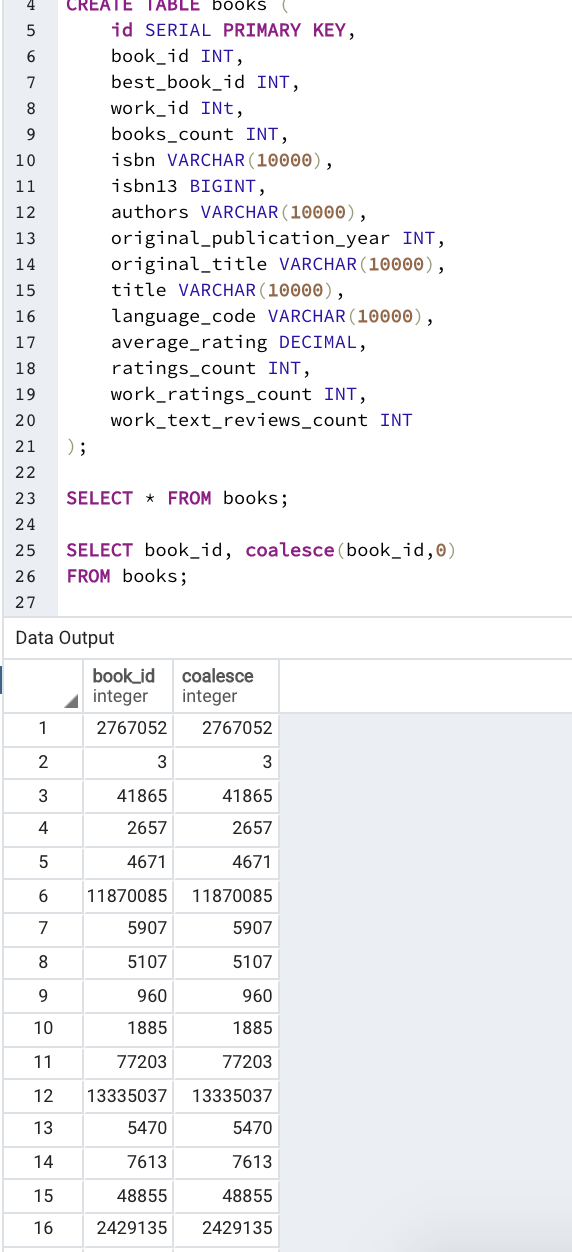 4 CREATE TABLE books (
5 id SERIAL PRIMARY KEY,
6 book_id INT,
7 best_book_id INT,
8 work_id INt,
9 books_count INT,
10 isbn VARCHAR(10000),
11 isbn13 BIGINT,
12 authors VARCHAR(10000),
13 original_publication_year INT,
14 original_title VARCHAR(10000),
15 title VARCHAR(10000),
16 language_code VARCHAR(10000),
17 average_rating DECIMAL,
18 ratings_count INT,
19 work_ratings_count INT,
20 work_text_reviews_count INT
21 );
22
23 SELECT * FROM books;
24
25 SELECT book_id, coalesce(book_id,0)
26 FROM books;
27
Data Output
book_id coalesce
integer integer
1 2767052 2767052
2 3 3
3 41865 41865
4 2657 2657
5 4671 4671
6 11870085 11870085
7 5907 5907
8 5107 5107
9 960 960
10 1885 1885
11 77203 77203
12 13335037 13335037
13 5470 5470
14 7613 7613
15 48855 48855
16 2429135 2429135